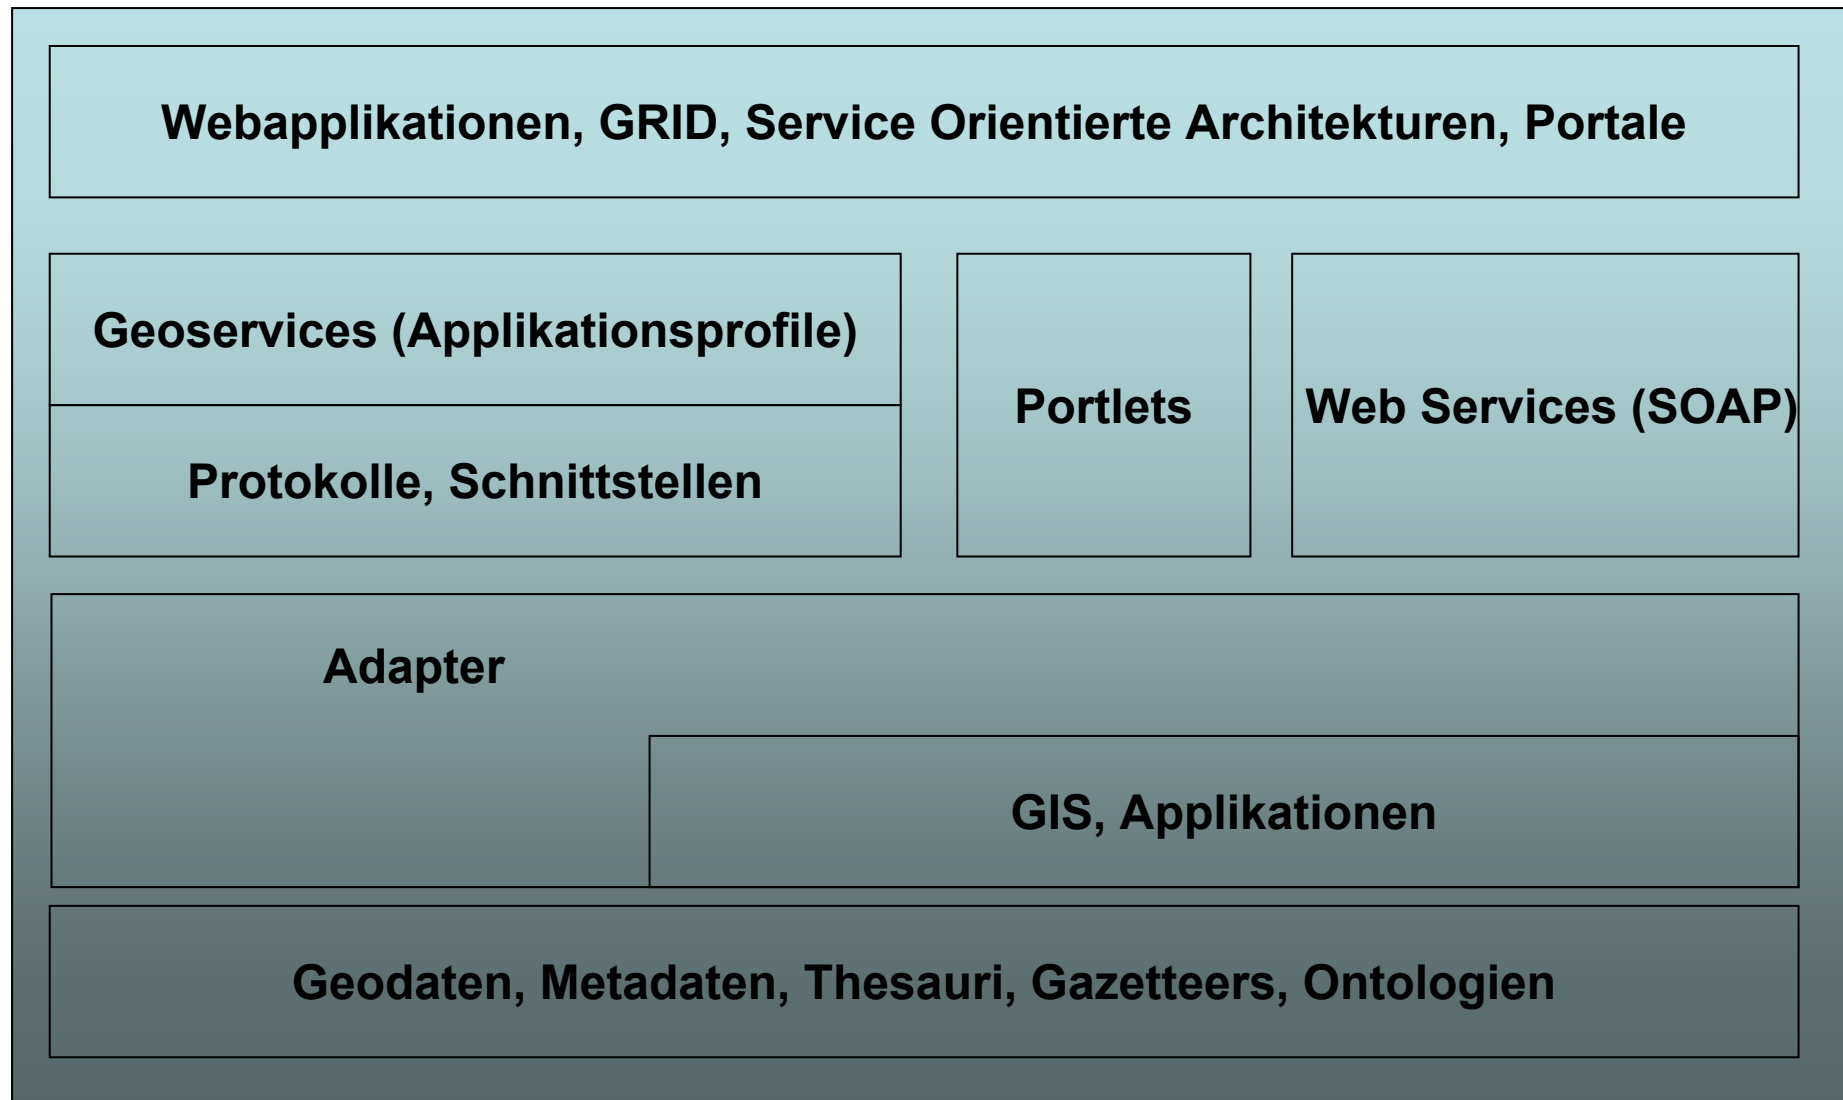 Webapplikationen, GRID, Service Orientierte Architekturen, Portale
Geoservices (Applikationsprofile)
Protokolle, Schnittstellen
Portlets
Web Services (SOAP)
Adapter
GIS, Applikationen
Geodaten, Metadaten, Thesauri, Gazetteers, Ontologien